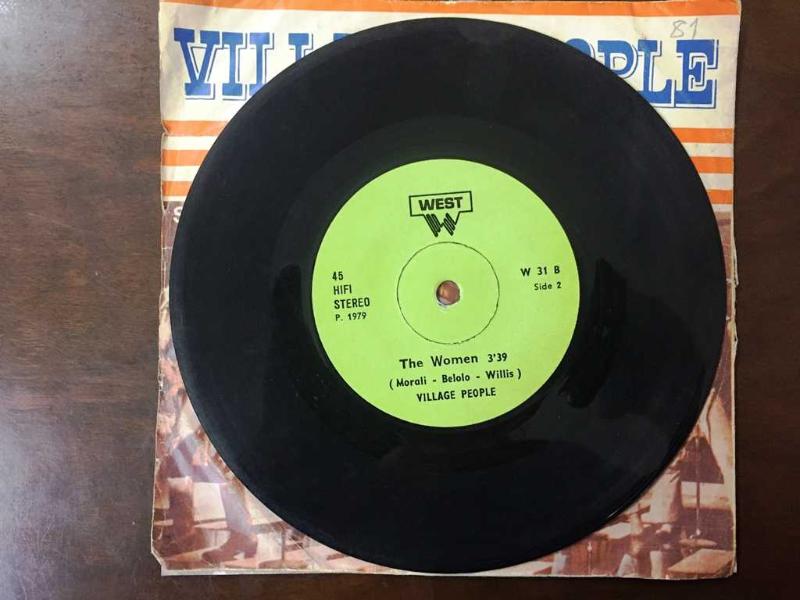 81
WEST
45
HIFI
STEREO
P. 1979
W 31 B
Side 2
The Women 3'39
( Morali - Belolo - Willis )
VILLAGE PEOPLE